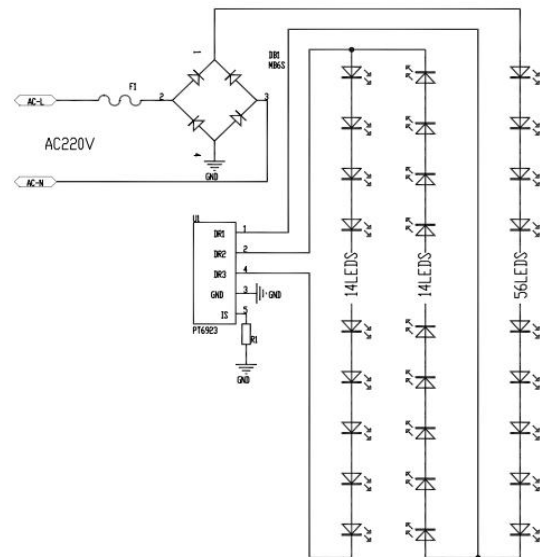 1
DB1
MB6S
F1
AC-L
2
3
AC220V
4
GND
AC-N
U1
DR1
1
DR2
2
DR3
4
GND
3
GND
IS
5
R1
PT6923
GND
14LEDS
14LEDS
56LEDS